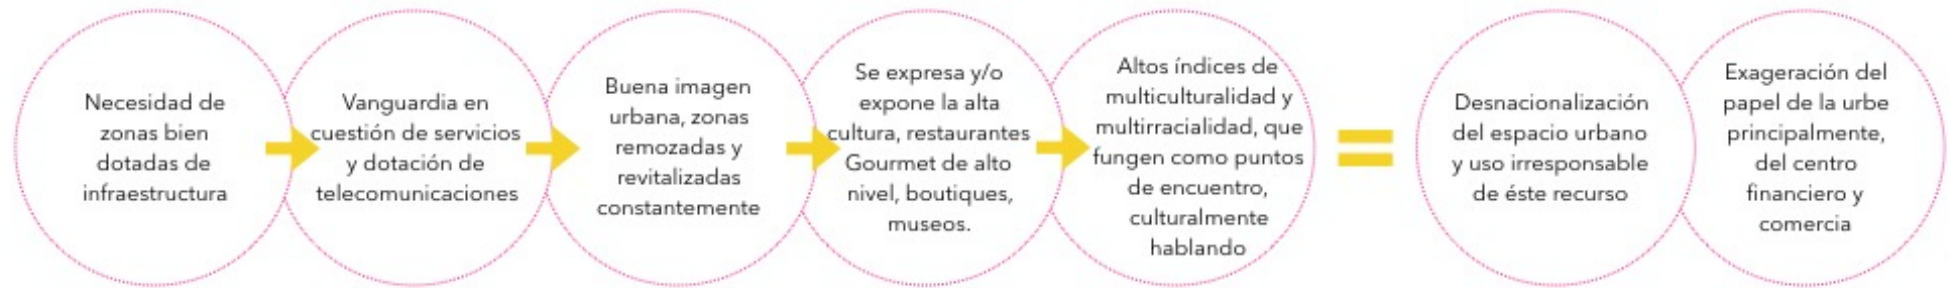 Necesidad de
zonas bien
dotadas de
infraestructura
Vanguardia en
cuestión de servicios
y dotación de
telecomunicaciones
Buena imagen
urbana, zonas
remozadas y
revitalizadas
constantemente
Se expresa y/o
expone la alta
cultura, restaurantes
Gourmet de alto
nivel, boutiques,
museos.
Altos índices de
multiculturalidad y
multirracialidad, que
fungen como puntos
de encuentro,
culturalmente
hablando
=
Desnacionalización
del espacio urbano
y uso irresponsable
de éste recurso
Exageración del
papel de la urbe
principalmente,
del centro
financiero y
comercia